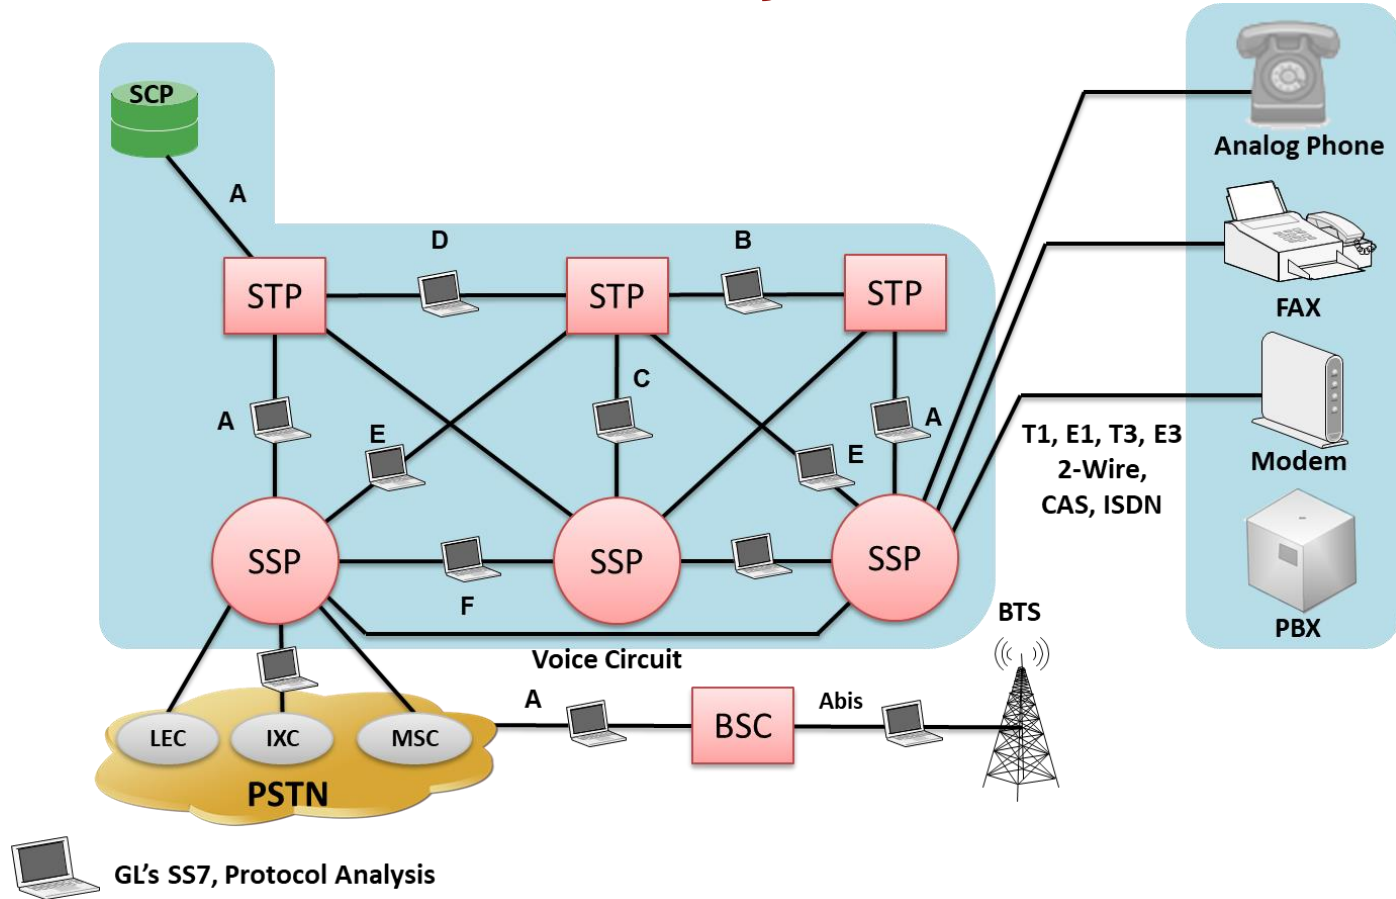 SCP
Analog Phone
A
D
B
STP
STP
STP
FAX
A
E
C
E
A
T1, E1, T3, E3
2-Wire,
CAS, ISDN
Modem
SSP
SSP
SSP
F
PBX
BTS
Voice Circuit
A
BSC
Abis
LEC
IXC
MSC
PSTN
GL's SS7, Protocol Analysis